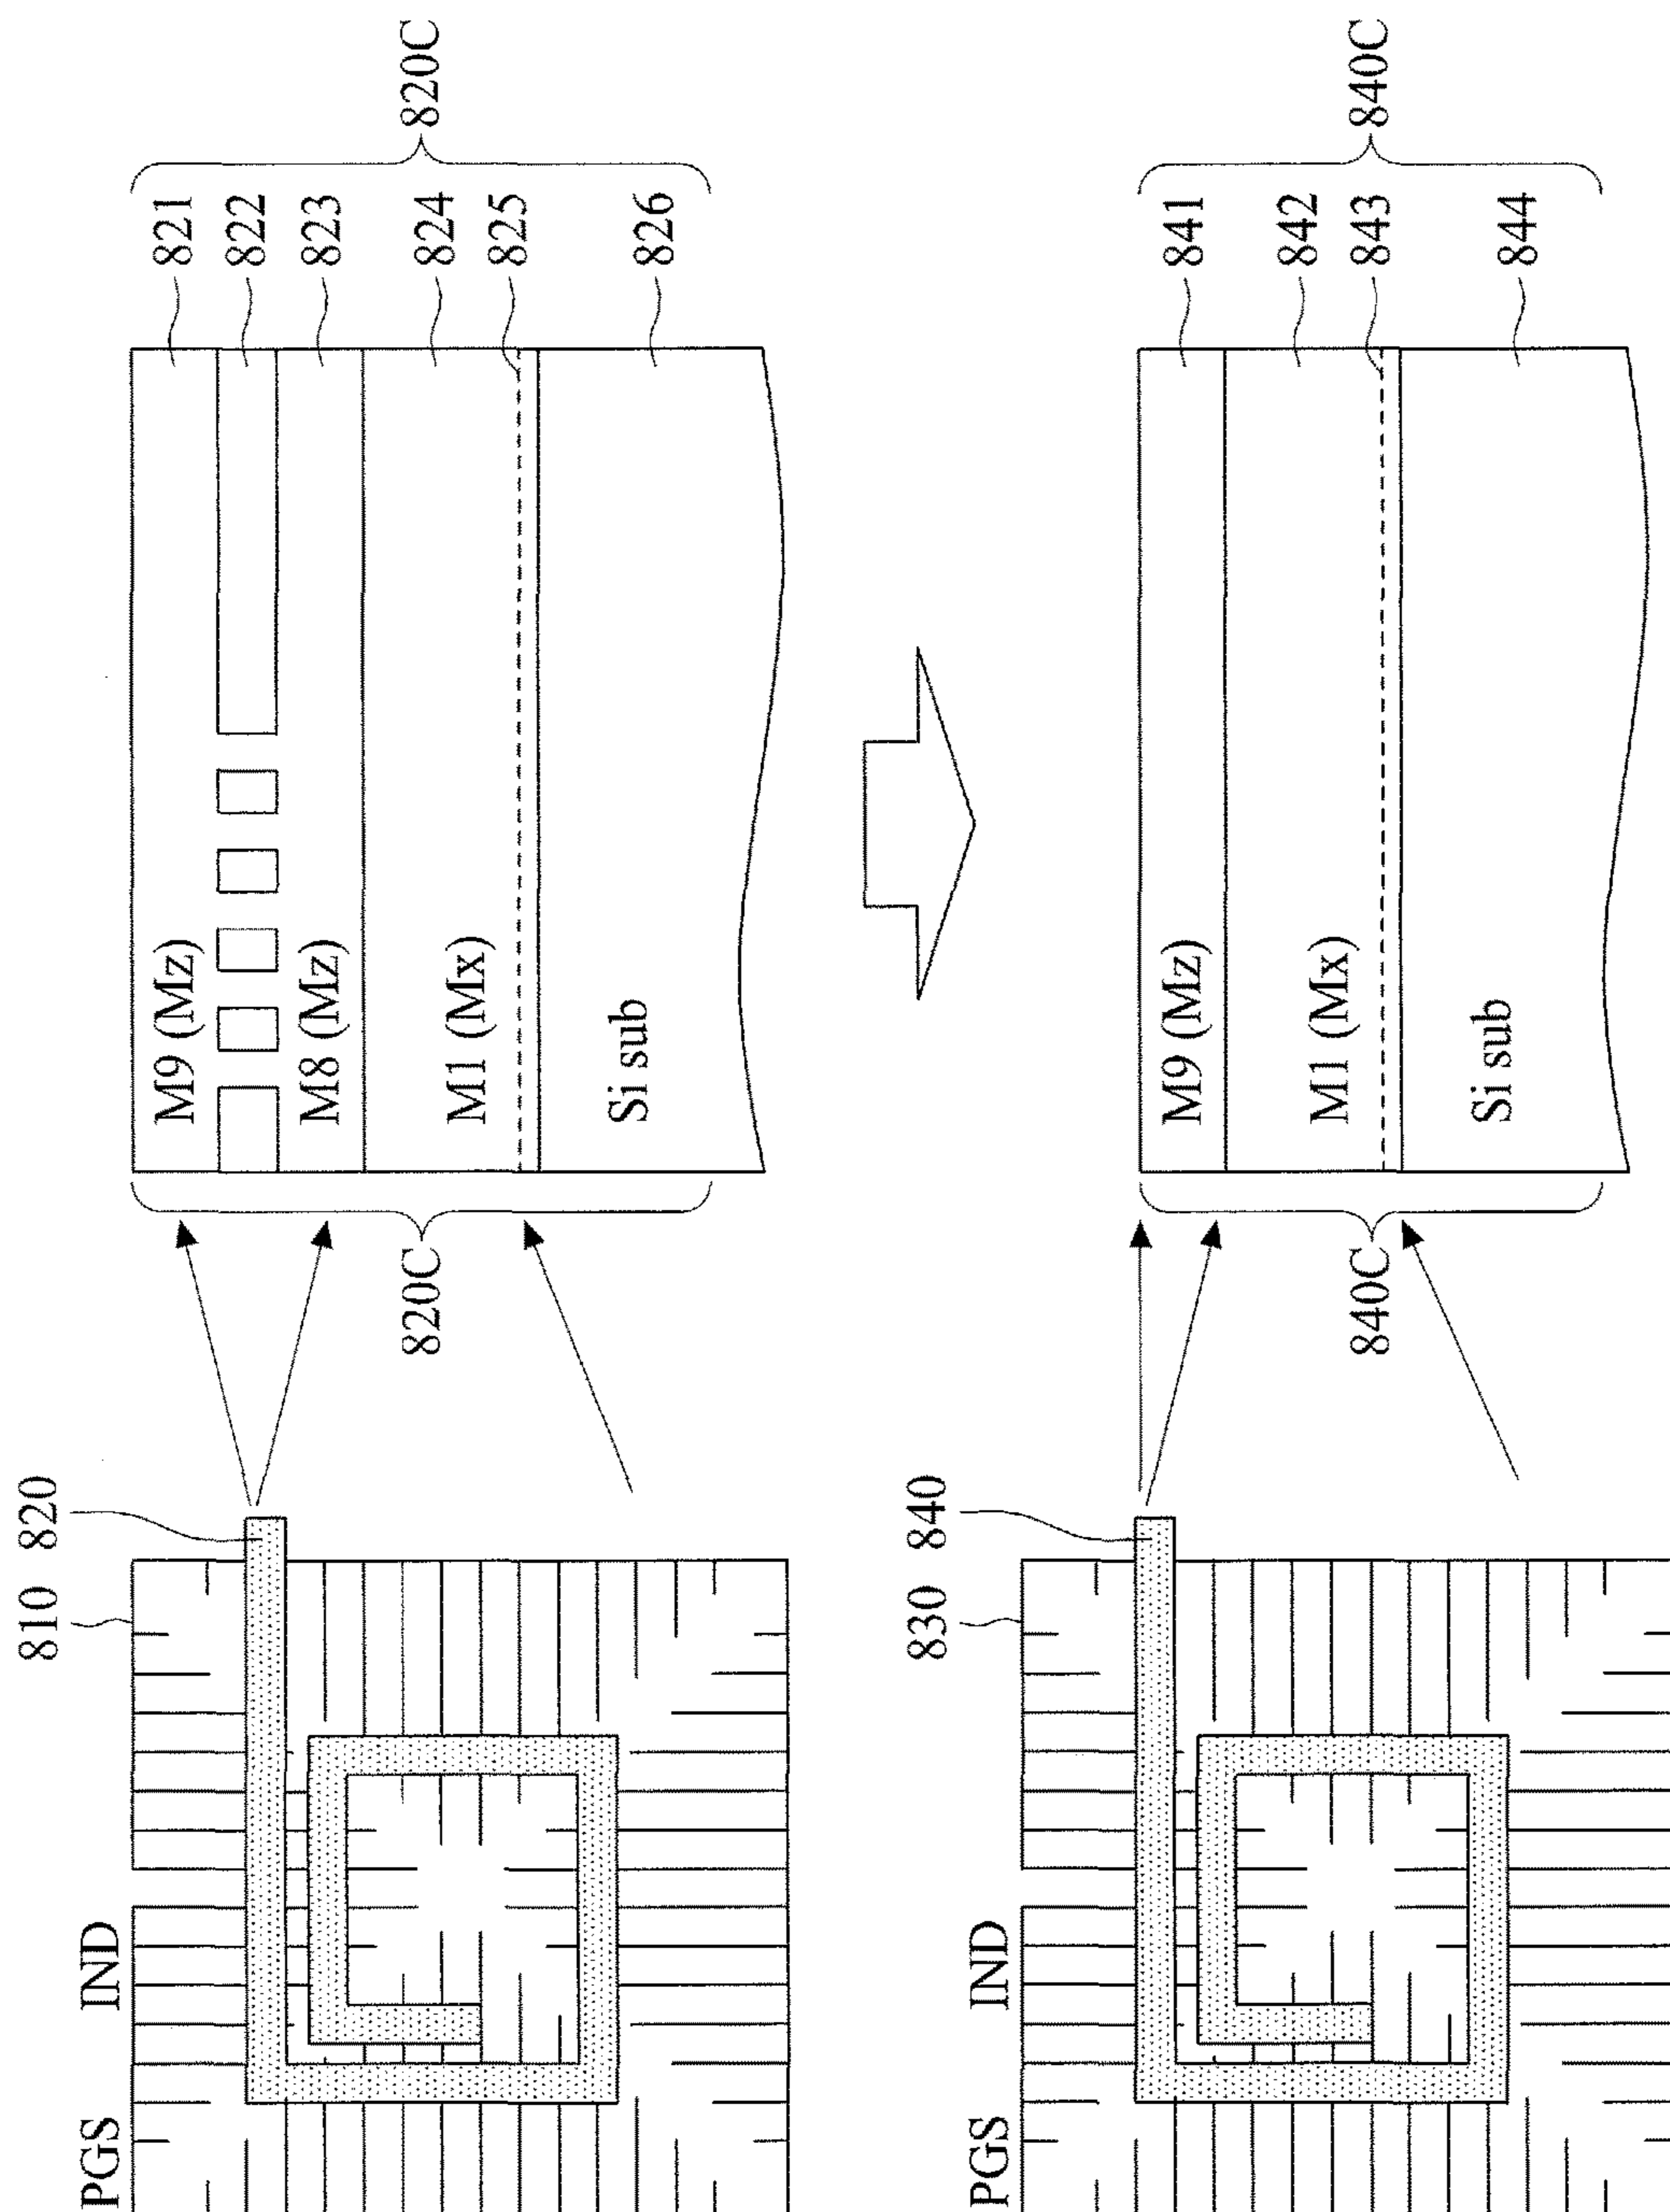 820C
821
822
823
824
825
826
M9 (Mz)
M8 (Mz)
M1 (Mx)
Si sub
820C
820
810
IND
PGS
840C
841
842
843
844
M9 (Mz)
M1 (Mx)
Si sub
840C
840
830
IND
PGS